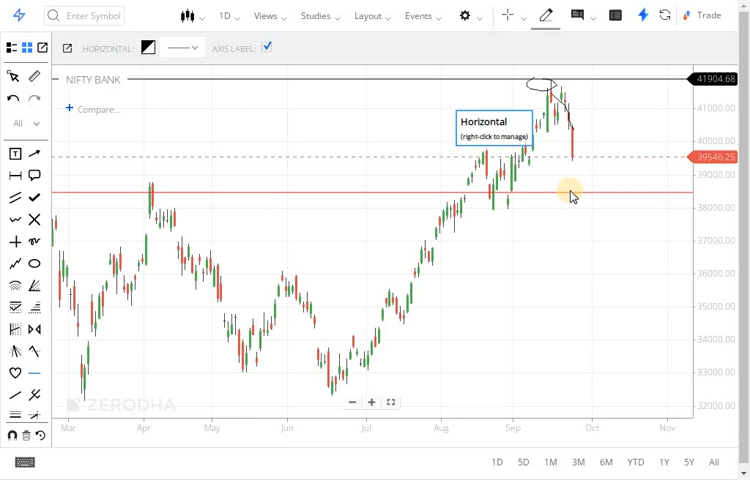 Enter Symbol
1D
Views
Studies
Layout
Events
Trade
HORIZONTAL:
AXIS LABEL:
NIFTY BANK
41904.68
Compare...
41000.00
All
Horizontal
(right-click to manage)
40000.00
39546.25
39000.00
38000.00
37000.00
36000.00
35000.00
34000.00
33000.00
32000.00
ZERODHA
Mar
Apr
May
Jun
Jul
Aug
Sep
Oct
Nov
1D
5D
1M
3M
6M
YTD
1Y
5Y
All